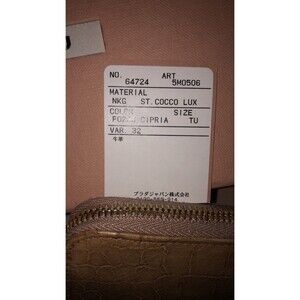 NO. 64724 ART 5M0506
MATERIAL
NKG ST.COCCO LUX
COLOR SIZE
CIPRIA TU
VAR. 32
牛革
プラダジャパン株式会社